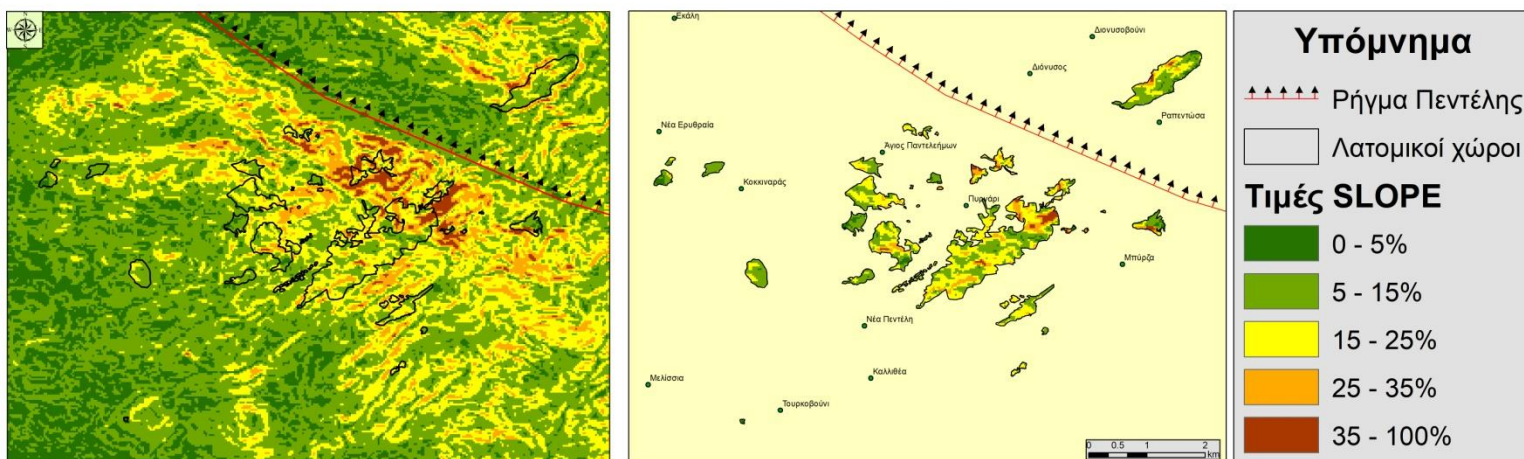 Εκάλη
Διονυσοβούνι
Διόνυσος
Ραπεντώσα
Νέα Ερυθραία
Άγιος Παντελεήμων
Κοκκιναράς
Πυργάρι
Μπύρζα
Νέα Πεντέλη
Καλλιθέα
Μελίσσια
Τουρκοβούνι
0 0.5 1 2
km
Υπόμνημα
Ρήγμα Πεντέλης
Λατομικοί χώροι
Τιμές SLOPE
0 - 5%
5 - 15%
15 - 25%
25 - 35%
35 - 100%